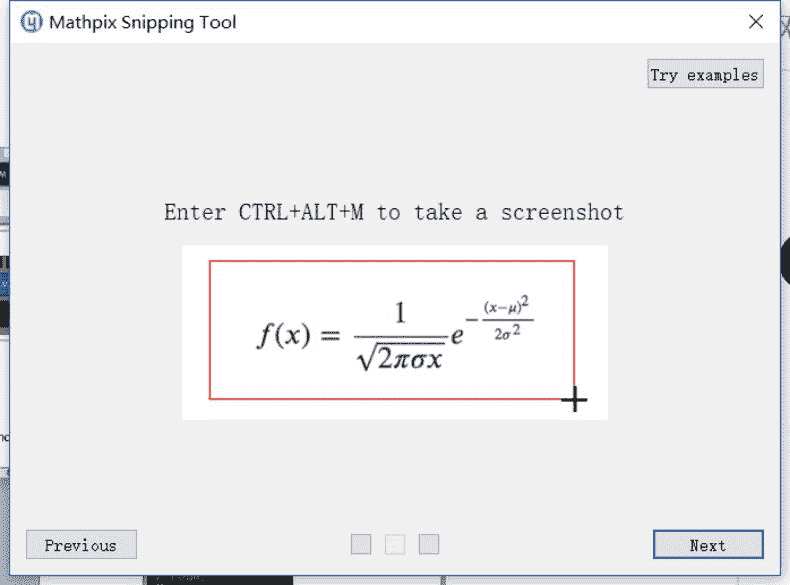 Mathpix Snipping Tool
Try examples
Enter CTRL+ALT+M to take a screenshot
f(x) = \frac{1}{\sqrt{2\pi\sigma x}} e^{-\frac{(x-\mu)^2}{2\sigma^2}}
Previous
Next